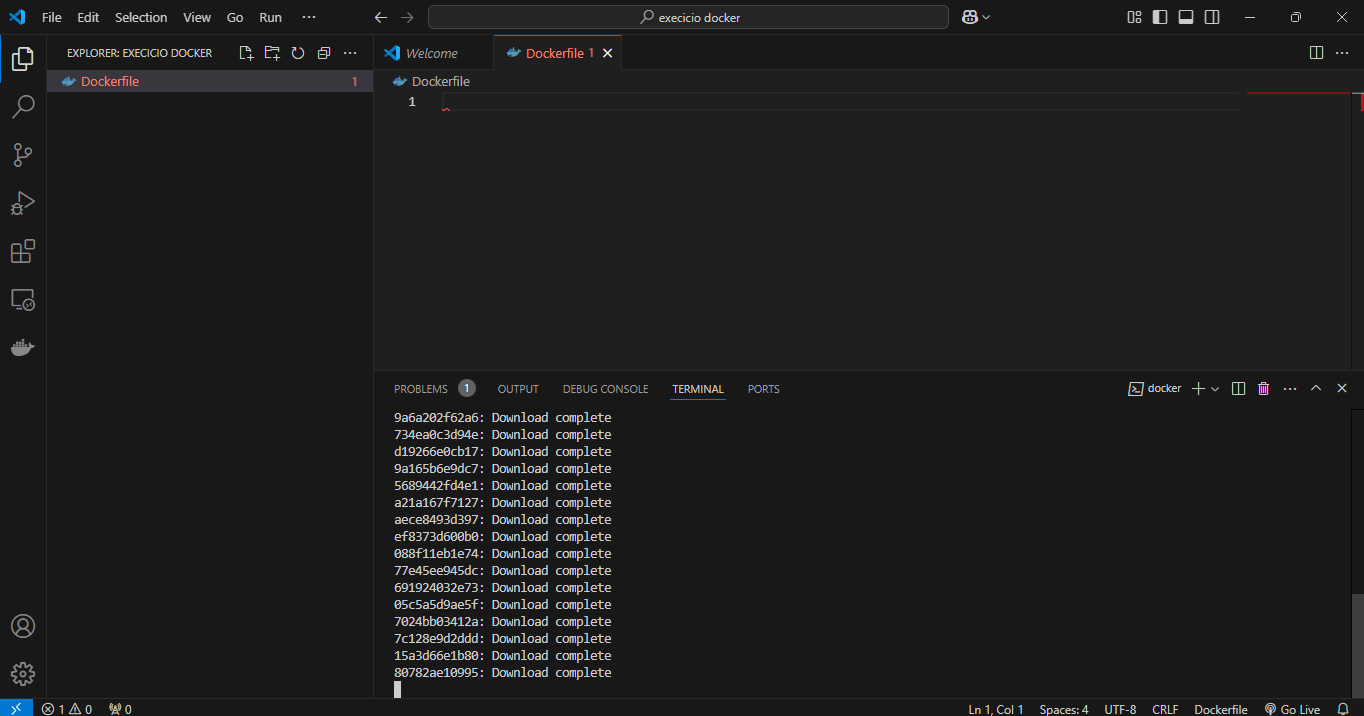 File Edit Selection View Go Run ···
execicio docker
EXPLORER: EXECICIO DOCKER
Dockerfile 1
Welcome
Dockerfile 1
Dockerfile
1
PROBLEMS 1 OUTPUT DEBUG CONSOLE TERMINAL PORTS
docker
9a6a202f62a6: Download complete
734ea0c3d94e: Download complete
d19266e0cb17: Download complete
9a165b6e9dc7: Download complete
5689442fd4e1: Download complete
a21a167f7127: Download complete
aece8493d397: Download complete
ef8373d600b0: Download complete
088f11eb1e74: Download complete
77e45ee945dc: Download complete
691924032e73: Download complete
05c5a5d9ae5f: Download complete
7024bb03412a: Download complete
7c128e9d2ddd: Download complete
15a3d66e1b80: Download complete
80782ae10995: Download complete
1 0 0
Ln 1, Col 1 Spaces: 4 UTF-8 CRLF Dockerfile Go Live